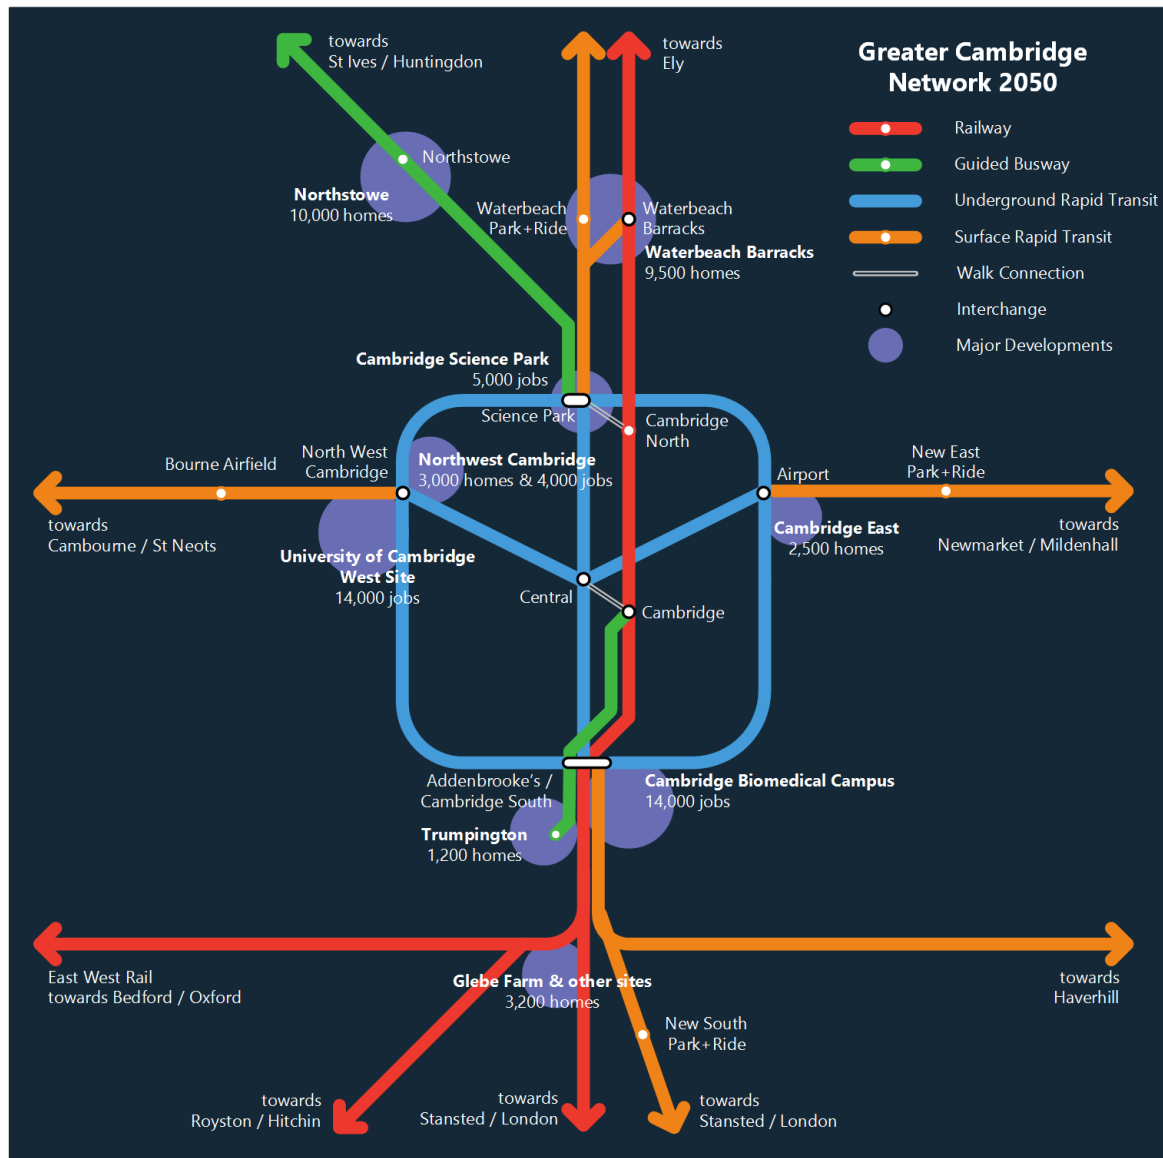 Greater Cambridge
Network 2050
Railway
Guided Busway
Underground Rapid Transit
Surface Rapid Transit
Walk Connection
Interchange
Major Developments
towards
St Ives / Huntingdon
towards
Ely
Northstowe
Northstowe
10,000 homes
Waterbeach
Park+Ride
Waterbeach
Barracks
Waterbeach Barracks
9,500 homes
Cambridge Science Park
5,000 jobs
Science Park
Cambridge
North
Bourne Airfield
North West
Cambridge
Northwest Cambridge
3,000 homes & 4,000 jobs
Airport
New East
Park+Ride
towards
Cambourne / St Neots
Cambridge East
2,500 homes
towards
Newmarket / Mildenhall
University of Cambridge
West Site
14,000 jobs
Central
Cambridge
Addenbrooke's /
Cambridge South
Cambridge Biomedical Campus
14,000 jobs
Trumpington
1,200 homes
East West Rail
towards Bedford / Oxford
Glebe Farm & other sites
3,200 homes
towards
Haverhill
New South
Park+Ride
towards
Royston / Hitchin
towards
Stansted / London
towards
Stansted / London